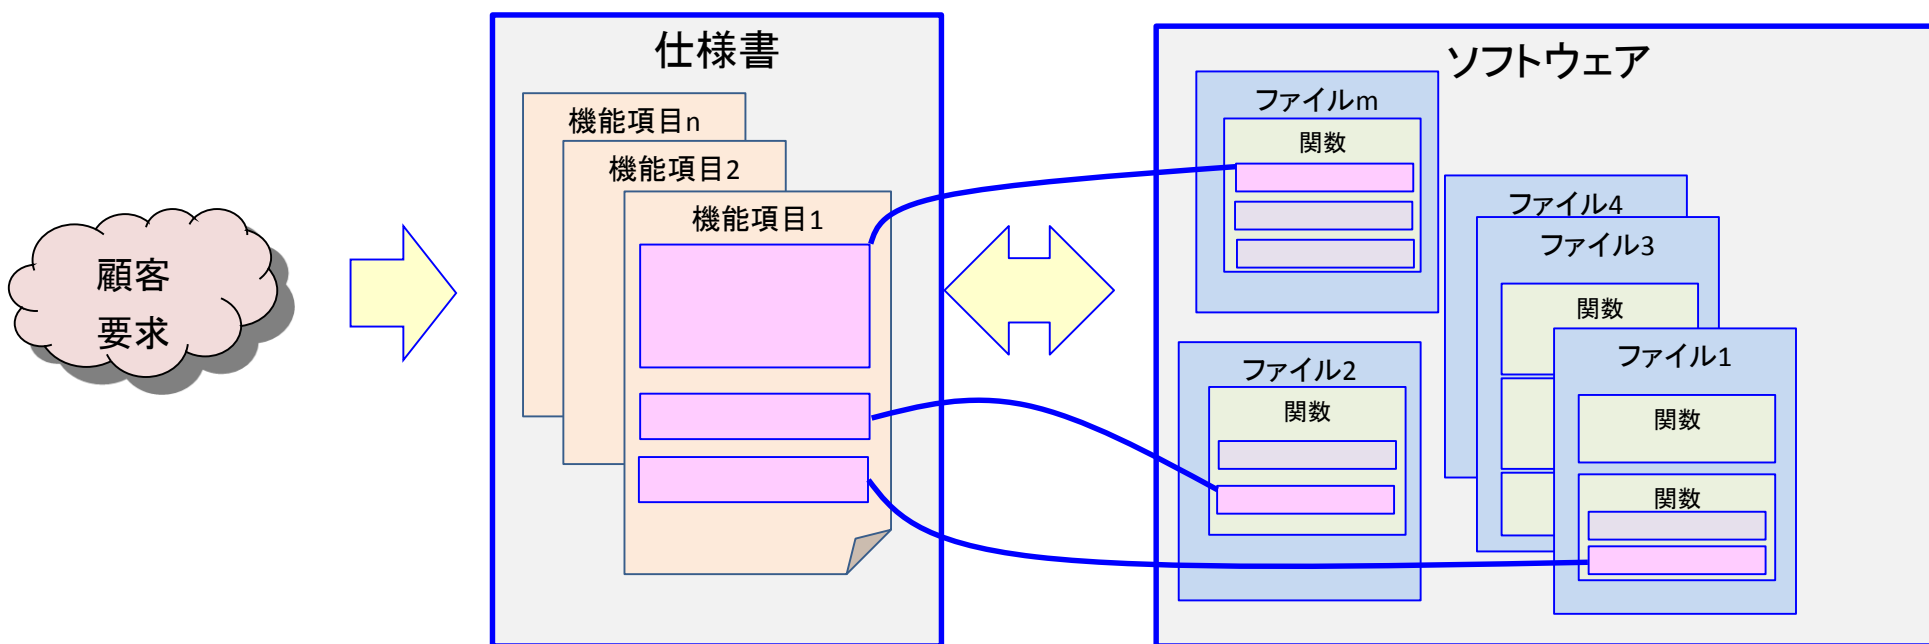 顧客
要求
仕様書
機能項目n
機能項目2
機能項目1
ソフトウェア
ファイルm
関数
ファイル4
ファイル3
関数
ファイル2
関数
ファイル1
関数
関数